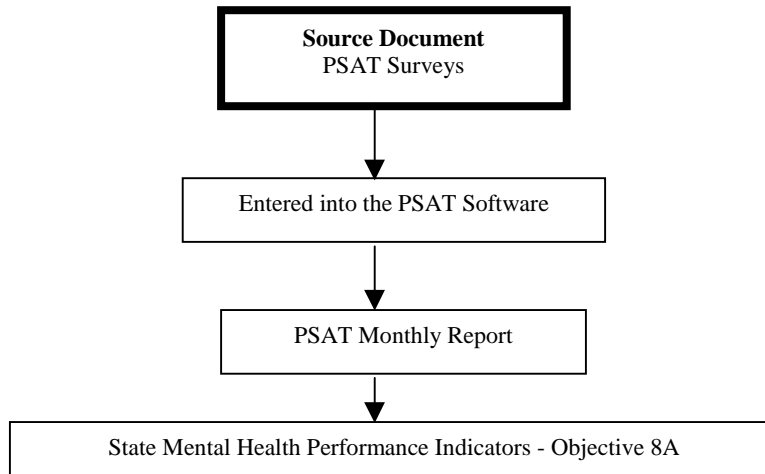 Source Document
PSAT Surveys
Entered into the PSAT Software
PSAT Monthly Report
State Mental Health Performance Indicators - Objective 8A